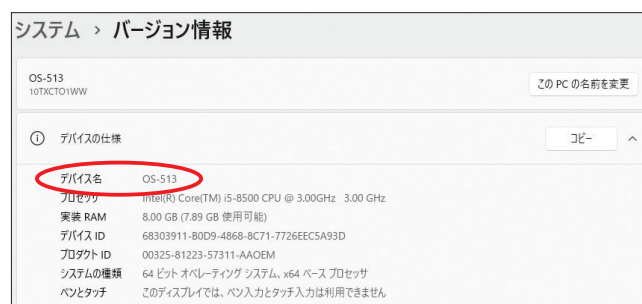 システム › バージョン情報
OS-513
10TXCTO1WW
この PC の名前を変更
デバイスの仕様
コピー
デバイス名 OS-513
プロセッサ Intel(R) Core(TM) i5-8500 CPU @ 3.00GHz 3.00 GHz
実装 RAM 8.00 GB (7.89 GB 使用可能)
デバイス ID 68303911-B0D9-4868-8C71-7726EEC5A93D
プロダクト ID 00325-81223-57311-AAOEM
システムの種類 64 ビット オペレーティング システム、x64 ベース プロセッサ
ペンとタッチ このディスプレイでは、ペン入力とタッチ入力は利用できません